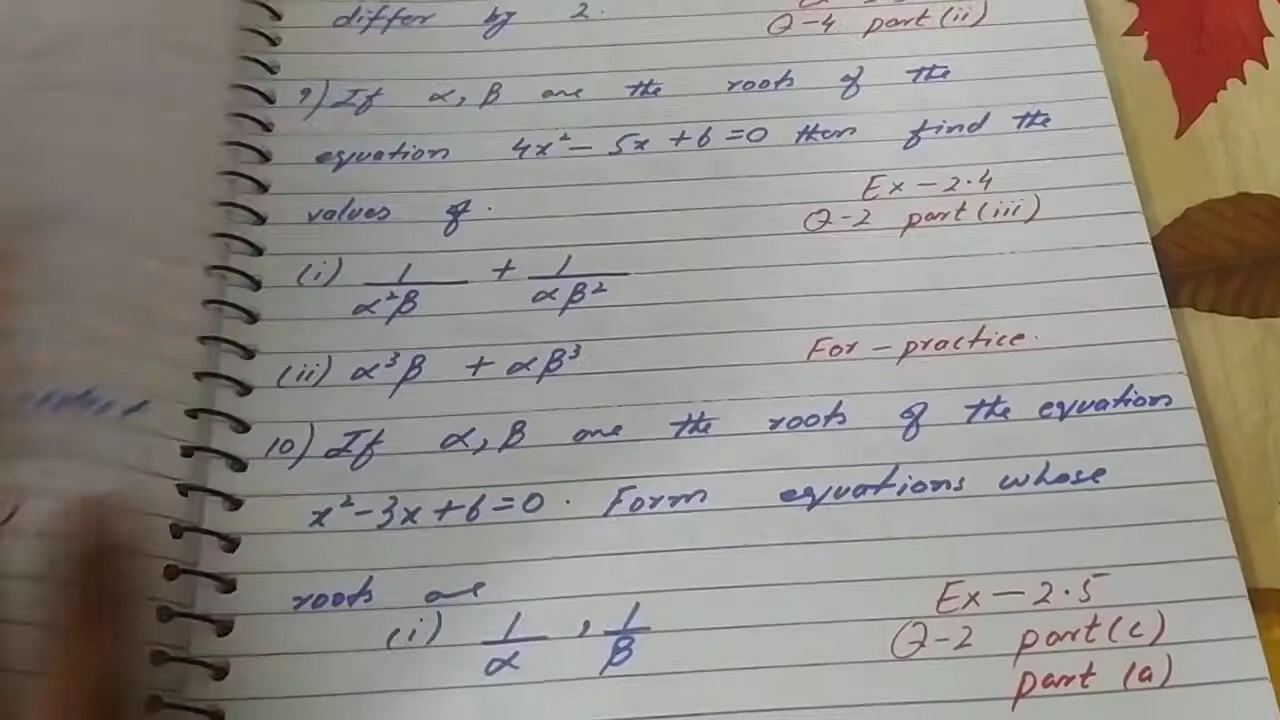 differ by 2.
Q-4 part (ii)
9) If α, β are the roots of the
equation 4x² - 5x + 6 = 0 then find the
values of.
Ex - 2.4
Q-2 part (iii)
(i) 1/α²β + 1/αβ²
(ii) α³β + αβ³
For - practice.
10) If α, β are the roots of the equation
x² - 3x + 6 = 0. Form equations whose
roots are
(i) 1/α , 1/β
Ex - 2.5
Q-2 part (c)
part (a)